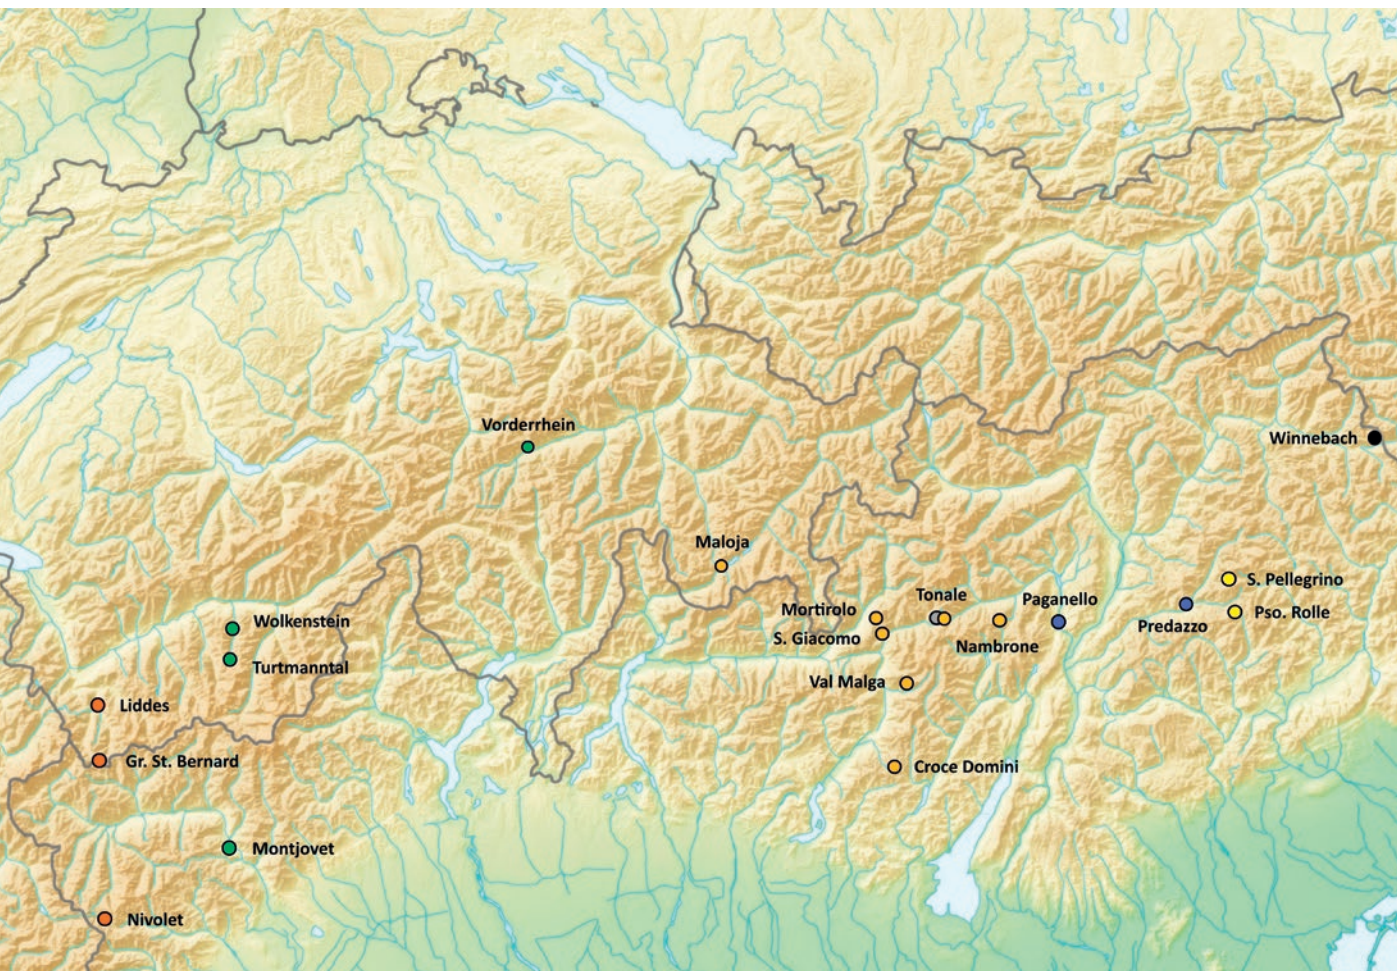 Vorderrhein
Winnebach
Maloja
S. Pellegrino
Tonale
Paganello
Mortirolo
Pso. Rolle
Wolkenstein
Predazzo
S. Giacomo
Nambrone
Turtmanntal
Val Malga
Liddes
Gr. St. Bernard
Croce Domini
Montjovet
Nivolet